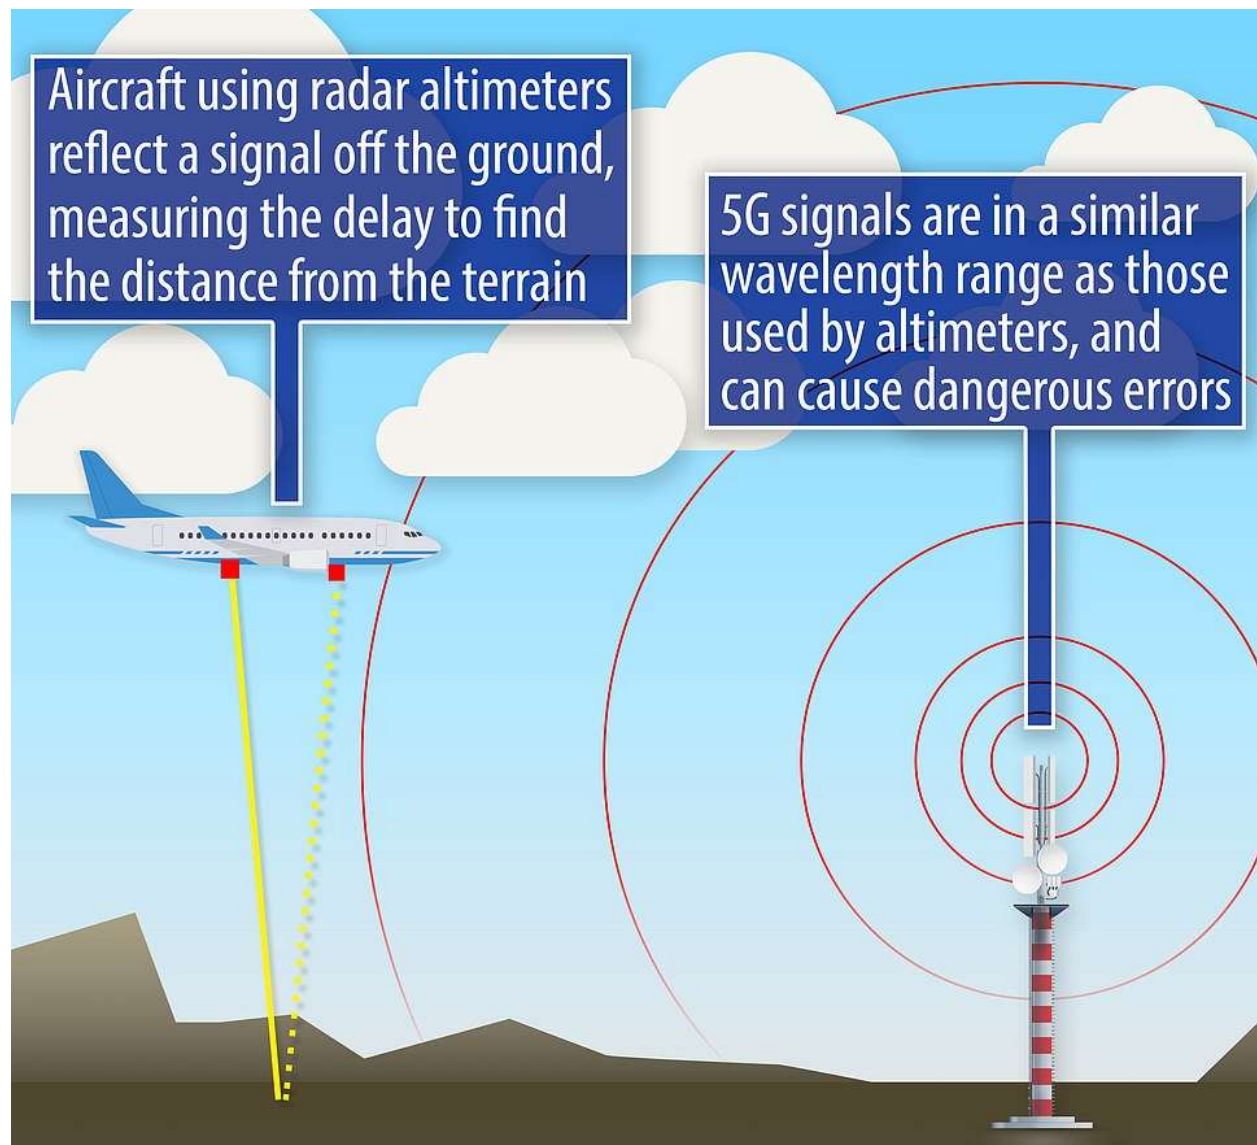 Aircraft using radar altimeters
reflect a signal off the ground,
measuring the delay to find
the distance from the terrain
5G signals are in a similar
wavelength range as those
used by altimeters, and
can cause dangerous errors